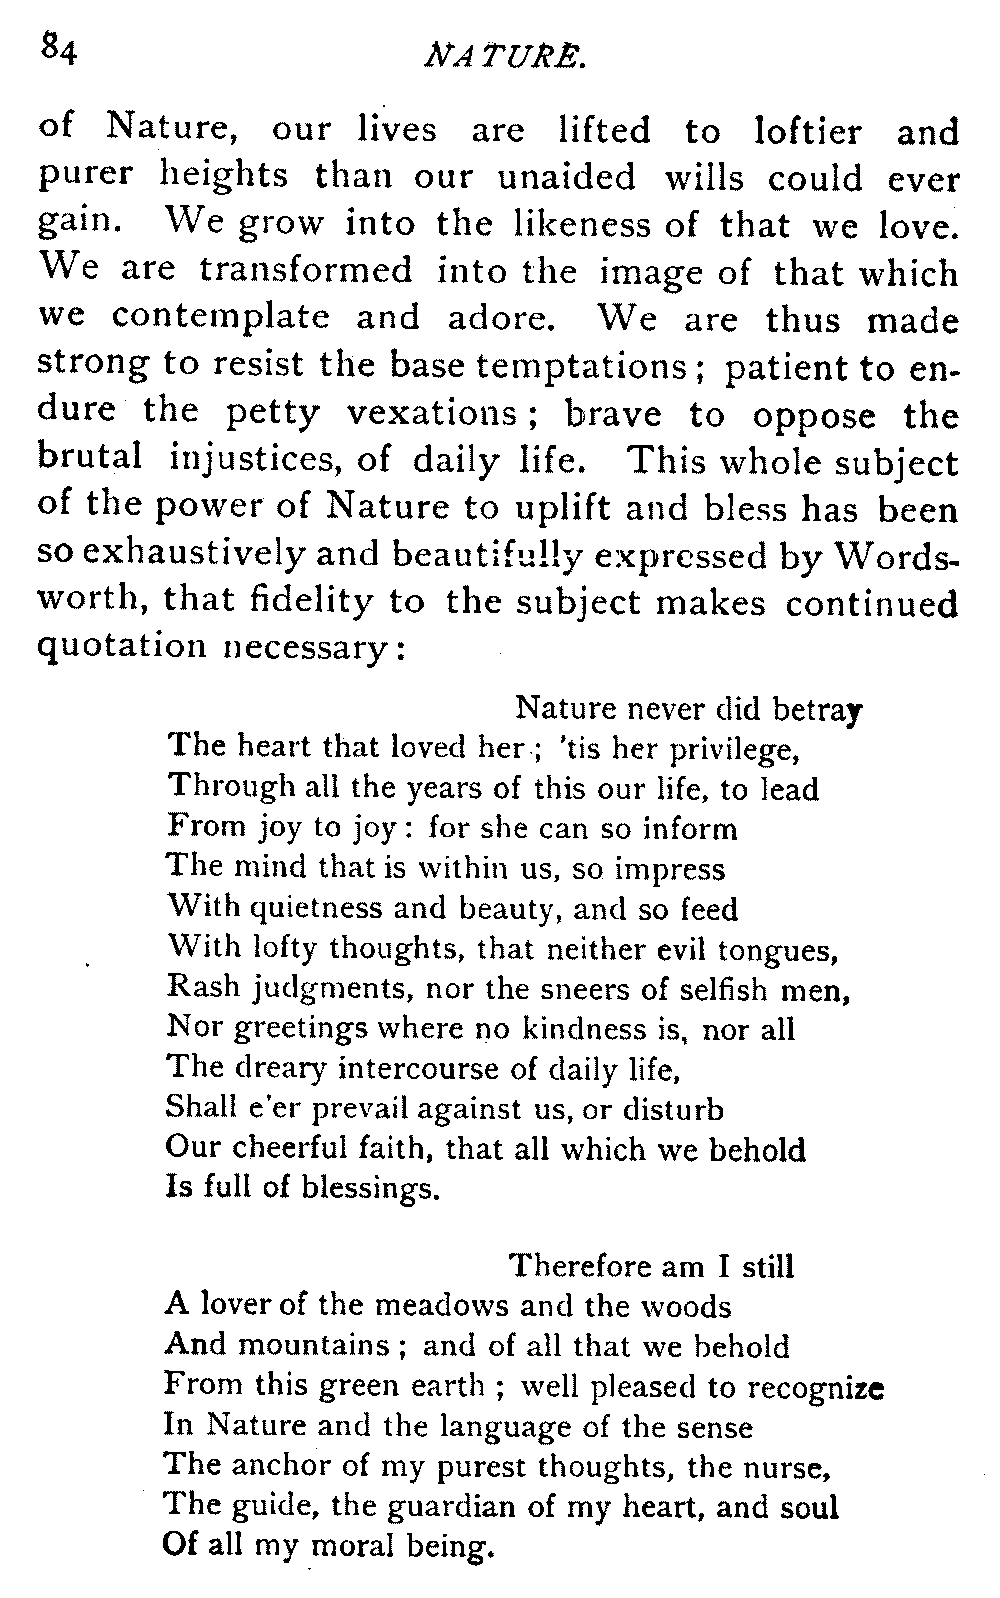 84 NATURE.
of Nature, our lives are lifted to loftier and
purer heights than our unaided wills could ever
gain. We grow into the likeness of that we love.
We are transformed into the image of that which
we contemplate and adore. We are thus made
strong to resist the base temptations; patient to en-
dure the petty vexations; brave to oppose the
brutal injustices, of daily life. This whole subject
of the power of Nature to uplift and bless has been
so exhaustively and beautifully expressed by Words-
worth, that fidelity to the subject makes continued
quotation necessary:
Nature never did betray
The heart that loved her; 'tis her privilege,
Through all the years of this our life, to lead
From joy to joy: for she can so inform
The mind that is within us, so impress
With quietness and beauty, and so feed
With lofty thoughts, that neither evil tongues,
Rash judgments, nor the sneers of selfish men,
Nor greetings where no kindness is, nor all
The dreary intercourse of daily life,
Shall e'er prevail against us, or disturb
Our cheerful faith, that all which we behold
Is full of blessings.
Therefore am I still
A lover of the meadows and the woods
And mountains; and of all that we behold
From this green earth; well pleased to recognize
In Nature and the language of the sense
The anchor of my purest thoughts, the nurse,
The guide, the guardian of my heart, and soul
Of all my moral being.